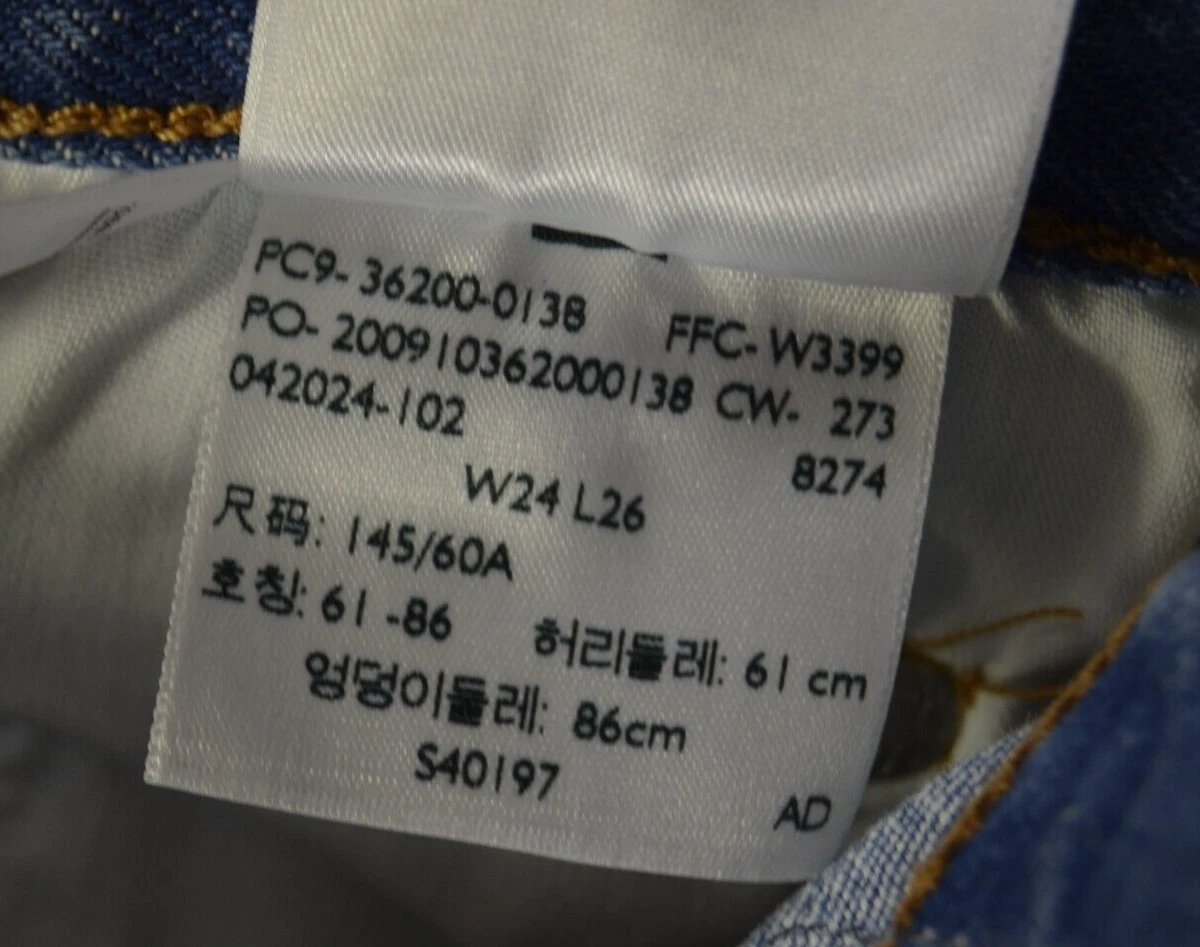 PC9- 36200-0138 FFC- W3399
PO- 200910362000138 CW- 273
042024-102 8274
W24 L26
尺码: 145/60A
호칭: 61 -86 허리둘레: 61 cm
엉덩이둘레: 86cm
S40197
AD